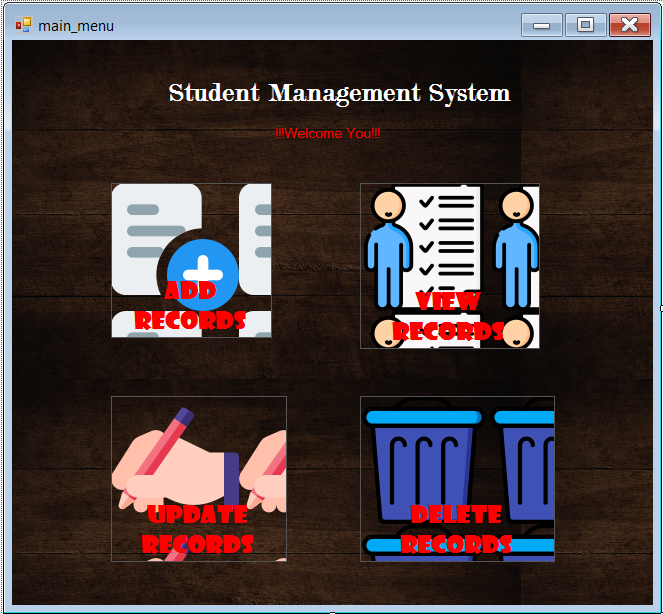 main_menu
Student Management System
!!!Welcome You!!!
ADD
RECORDS
VIEW
RECORDS
UPDATE
RECORDS
DELETE
RECORDS